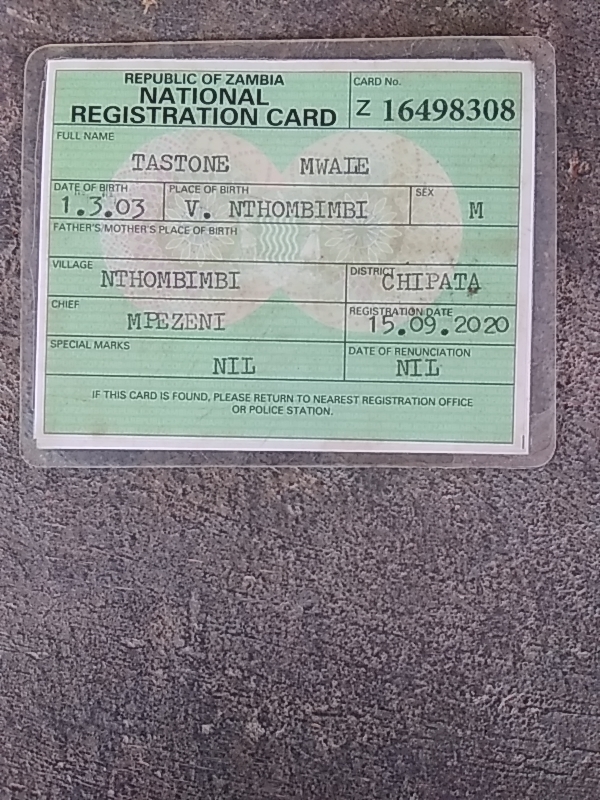 REPUBLIC OF ZAMBIA
NATIONAL
REGISTRATION CARD
CARD No.
Z 16498308
FULL NAME
TASTONE MWALE
DATE OF BIRTH
1.3.03
PLACE OF BIRTH
V. NTHOMBIMBI
SEX
M
FATHER'S/MOTHER'S PLACE OF BIRTH
VILLAGE
NTHOMBIMBI
DISTRICT
CHIPATA
CHIEF
MPEZENI
REGISTRATION DATE
15.09.2020
SPECIAL MARKS
NIL
DATE OF RENUNCIATION
NIL
IF THIS CARD IS FOUND, PLEASE RETURN TO NEAREST REGISTRATION OFFICE
OR POLICE STATION.